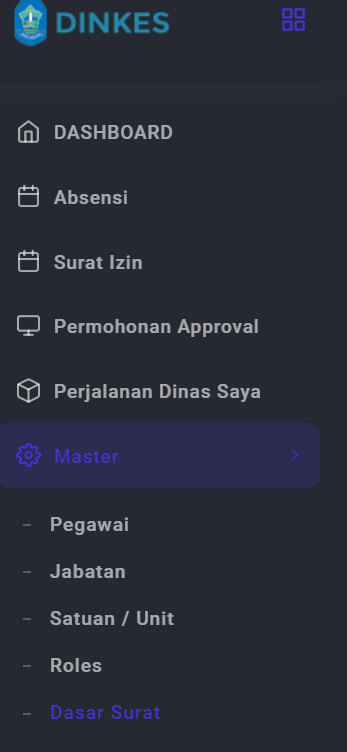 DINKES
DASHBOARD
Absensi
Surat Izin
Permohonan Approval
Perjalanan Dinas Saya
Master
Pegawai
Jabatan
Satuan / Unit
Roles
Dasar Surat